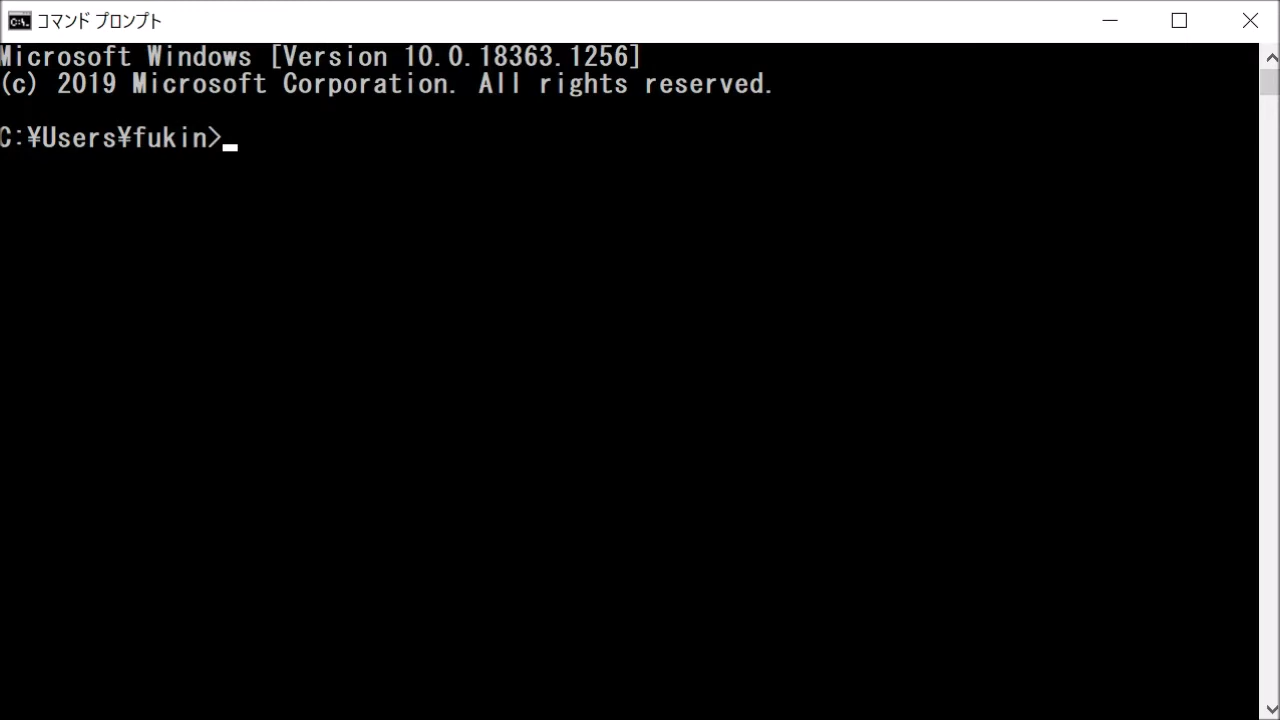 コマンド プロンプト
Microsoft Windows [Version 10.0.18363.1256]
(c) 2019 Microsoft Corporation. All rights reserved.
C:¥Users¥fukin>